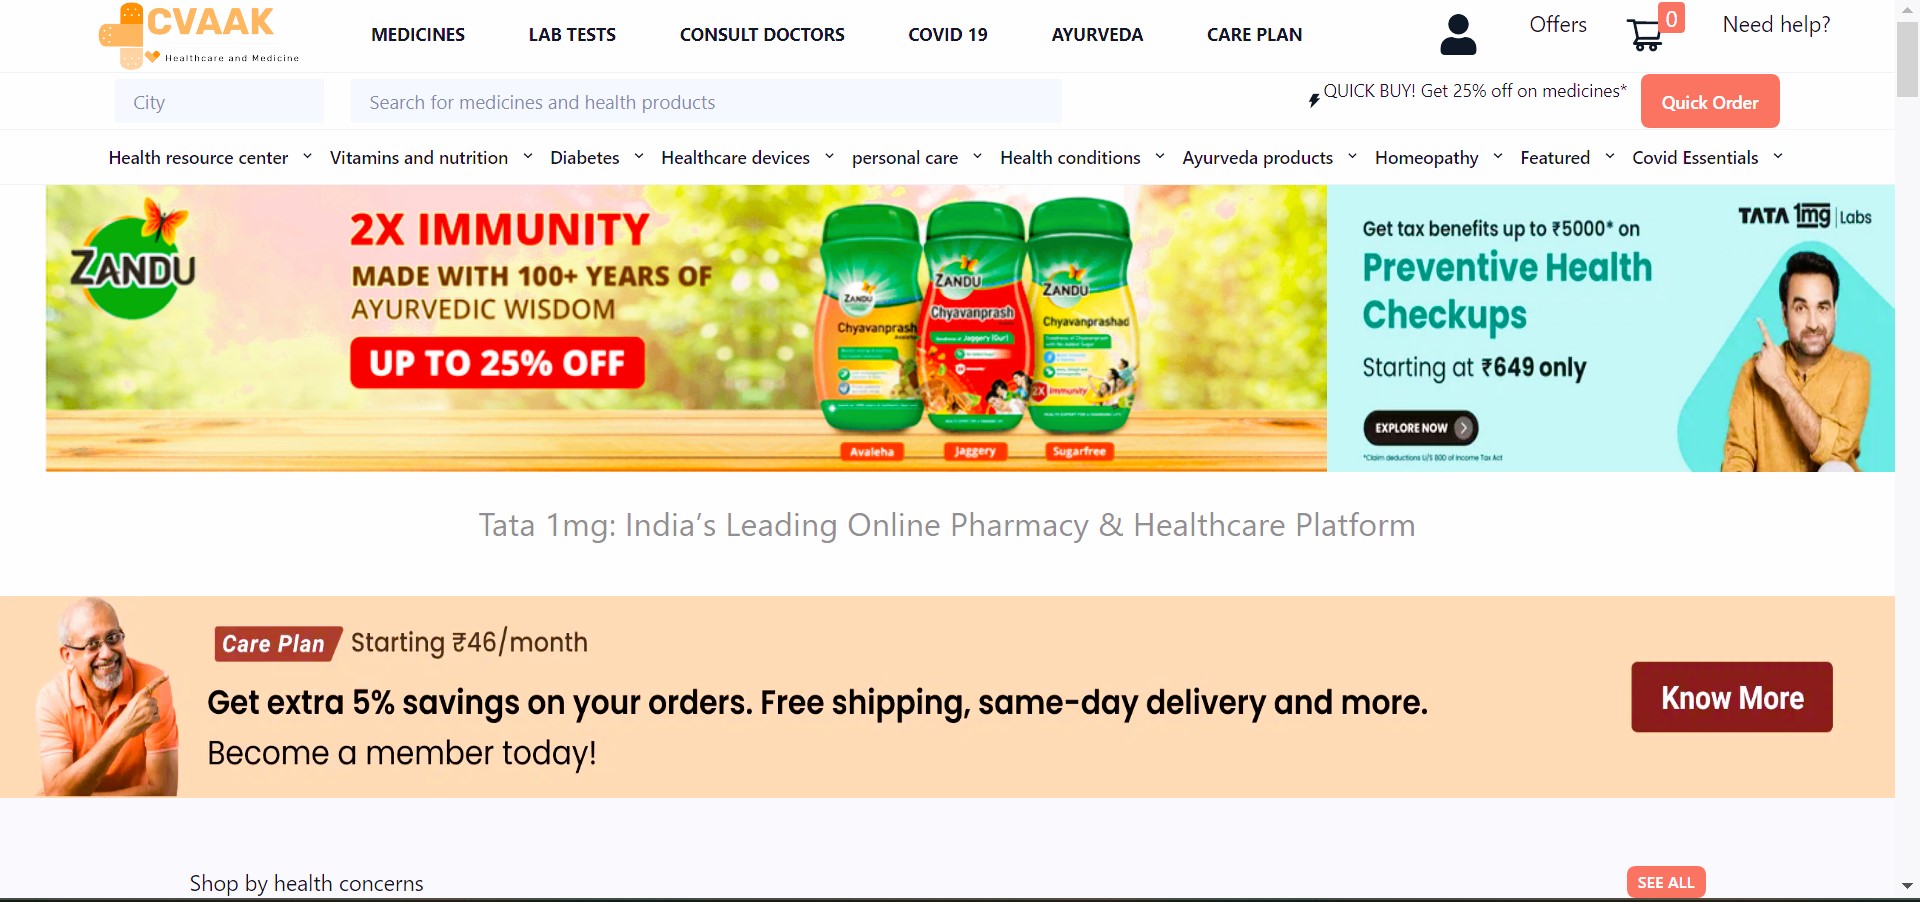 CVAAK
Healthcare and Medicine
MEDICINES
LAB TESTS
CONSULT DOCTORS
COVID 19
AYURVEDA
CARE PLAN
Offers
0
Need help?
City
Search for medicines and health products
QUICK BUY! Get 25% off on medicines*
Quick Order
Health resource center
Vitamins and nutrition
Diabetes
Healthcare devices
personal care
Health conditions
Ayurveda products
Homeopathy
Featured
Covid Essentials
ZANDU
2X IMMUNITY
MADE WITH 100+ YEARS OF
AYURVEDIC WISDOM
UP TO 25% OFF
ZANDU
Chyavanprash
Avaleha
ZANDU
Chyavanprash
Jaggery
ZANDU
Chyavanprashad
2X Immunity
Sugarfree
TATA 1mg Labs
Get tax benefits up to ₹5000* on
Preventive Health
Checkups
Starting at ₹649 only
EXPLORE NOW
*Claim deductions U/S 80D of Income Tax Act
Tata 1mg: India’s Leading Online Pharmacy & Healthcare Platform
Care Plan Starting ₹46/month
Get extra 5% savings on your orders. Free shipping, same-day delivery and more.
Become a member today!
Know More
Shop by health concerns
SEE ALL